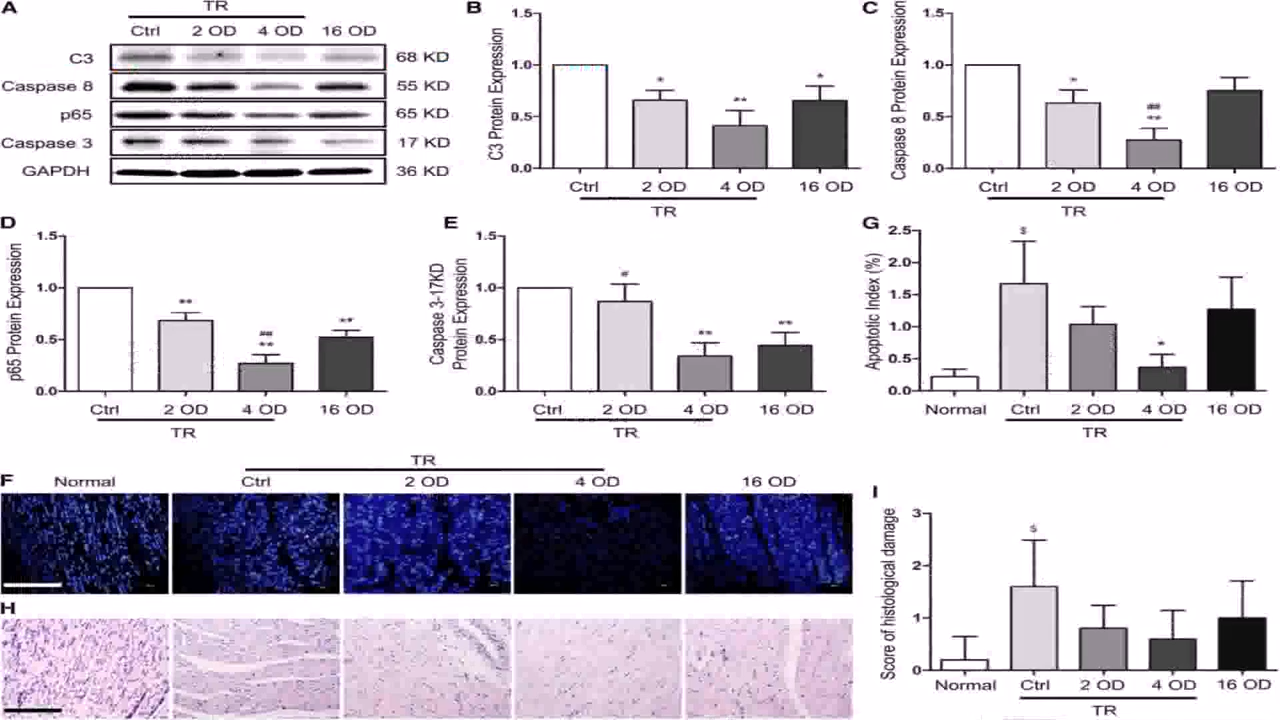 A
TR
Ctrl 2 OD 4 OD 16 OD
C3 68 KD
Caspase 8 55 KD
p65 65 KD
Caspase 3 17 KD
GAPDH 36 KD
B
C3 Protein Expression
1.5
1.0
0.5
0.0
* ** *
Ctrl 2 OD 4 OD 16 OD
TR
C
Caspase 8 Protein Expression
1.5
1.0
0.5
0.0
* ## **
Ctrl 2 OD 4 OD 16 OD
TR
D
p65 Protein Expression
1.5
1.0
0.5
0.0
** ## ** **
Ctrl 2 OD 4 OD 16 OD
TR
E
Caspase 3-17KD
Protein Expression
1.5
1.0
0.5
0.0
# ** **
Ctrl 2 OD 4 OD 16 OD
TR
G
Apoptotic Index (%)
2.5
2.0
1.5
1.0
0.5
0.0
$ *
Normal Ctrl 2 OD 4 OD 16 OD
TR
F
TR
Normal Ctrl 2 OD 4 OD 16 OD
H
I
Score of histological damage
3
2
1
0
$
Normal Ctrl 2 OD 4 OD 16 OD
TR